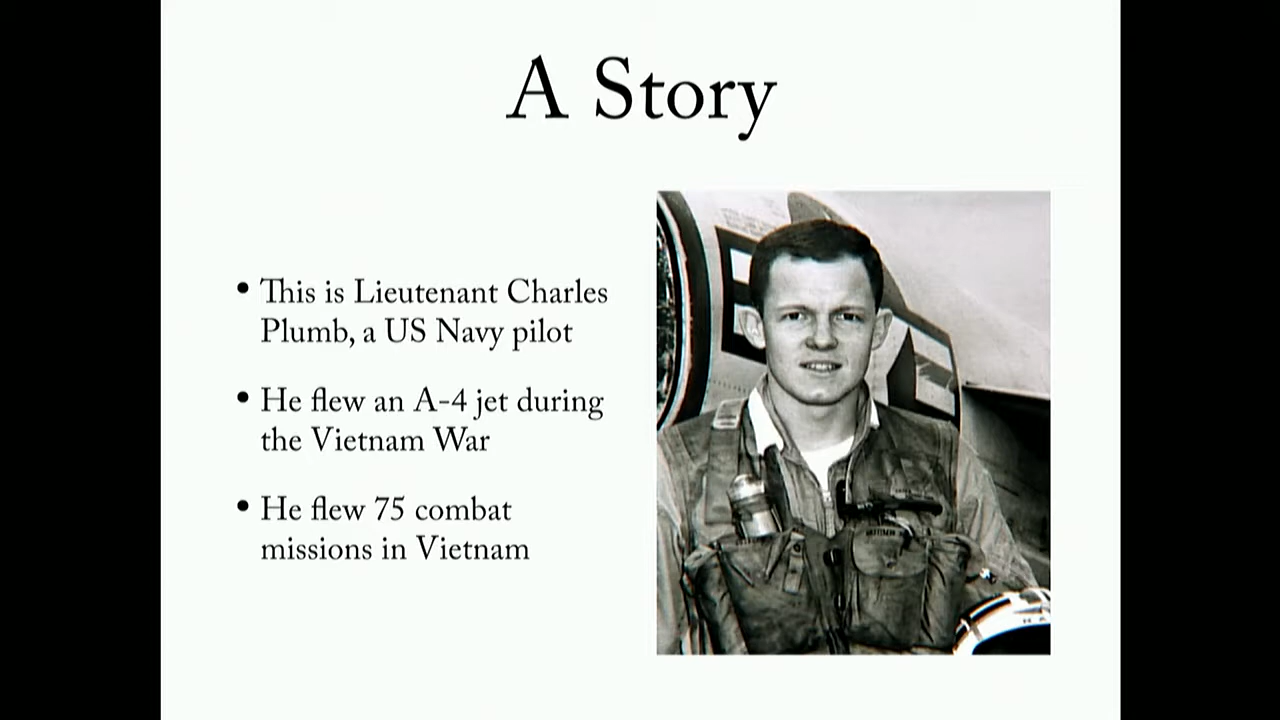 A Story
• This is Lieutenant Charles
Plumb, a US Navy pilot
• He flew an A-4 jet during
the Vietnam War
• He flew 75 combat
missions in Vietnam